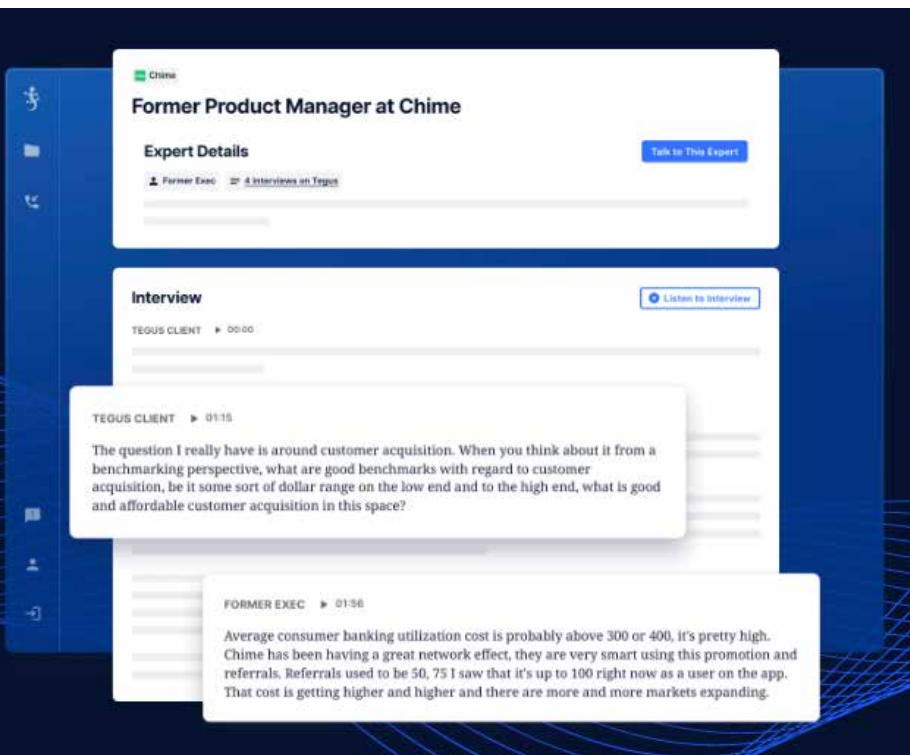 Chime
Former Product Manager at Chime
Expert Details
Talk to This Expert
Former Exec
4 Interviews on Tegus
Interview
Listen to Interview
TEGUS CLIENT 00:00
TEGUS CLIENT 01:15
The question I really have is around customer acquisition. When you think about it from a
benchmarking perspective, what are good benchmarks with regard to customer
acquisition, be it some sort of dollar range on the low end and to the high end, what is good
and affordable customer acquisition in this space?
FORMER EXEC 01:56
Average consumer banking utilization cost is probably above 300 or 400, it's pretty high.
Chime has been having a great network effect, they are very smart using this promotion and
referrals. Referrals used to be 50, 75 I saw that it's up to 100 right now as a user on the app.
That cost is getting higher and higher and there are more and more markets expanding.